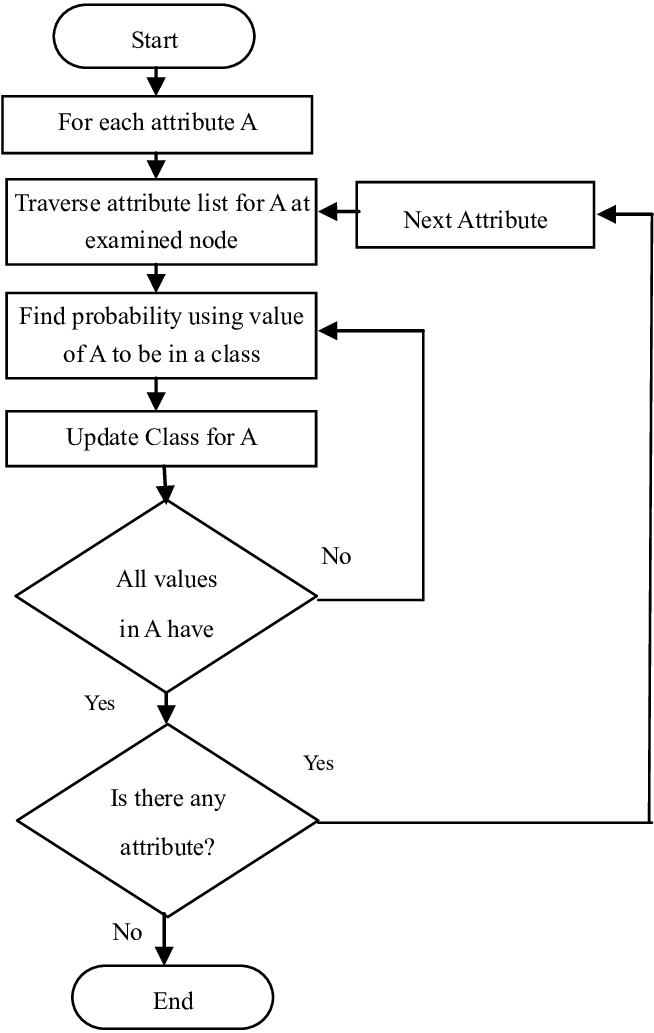 Start
For each attribute A
Traverse attribute list for A at
examined node
Next Attribute
Find probability using value
of A to be in a class
Update Class for A
No
All values
in A have
Yes
Yes
Is there any
attribute?
No
End